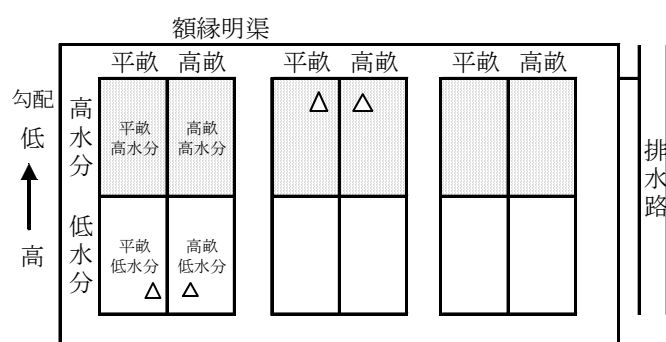 額縁明渠
平畝 高畝 平畝 高畝 平畝 高畝
勾配
低
高
高水分
低水分
平畝
高水分
高畝
高水分
平畝
低水分
高畝
低水分
排水路